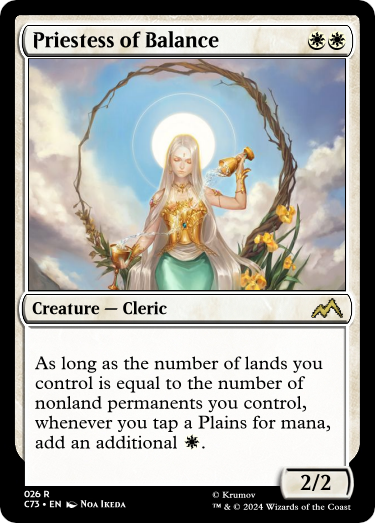 Priestess of Balance
Creature — Cleric
As long as the number of lands you
control is equal to the number of
nonland permanents you control,
whenever you tap a Plains for mana,
add an additional
2/2
026 R
C73 • EN Noa Ikeda
© Krumov
™ & © 2024 Wizards of the Coast